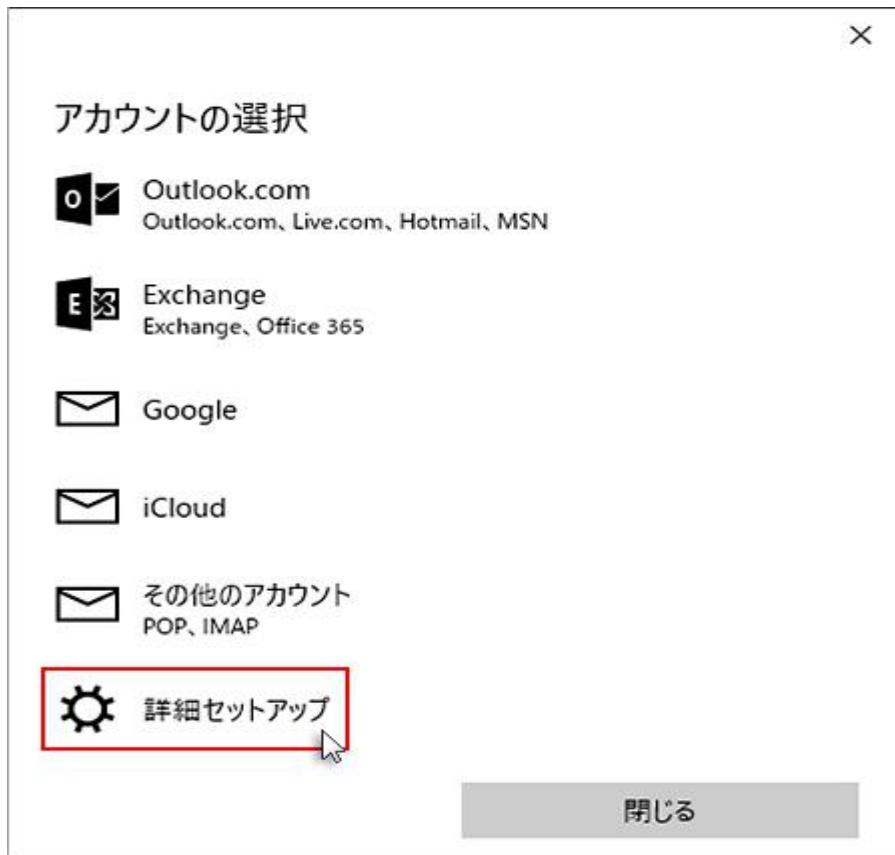 アカウントの選択
Outlook.com
Outlook.com、Live.com、Hotmail、MSN
Exchange
Exchange、Office 365
Google
iCloud
その他のアカウント
POP、IMAP
詳細セットアップ
閉じる